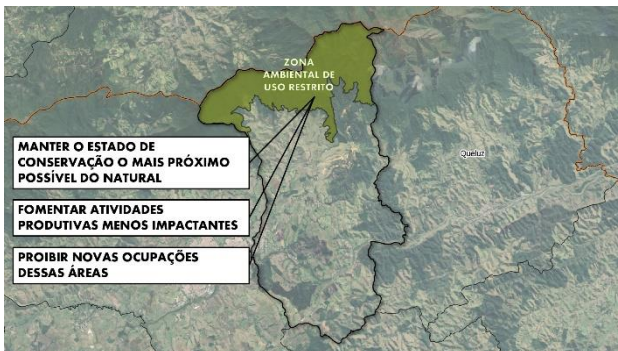 ZONA
AMBIENTAL DE
USO RESTRITO
MANTER O ESTADO DE
CONSERVAÇÃO O MAIS PRÓXIMO
POSSÍVEL DO NATURAL
Queluz
FOMENTAR ATIVIDADES
PRODUTIVAS MENOS IMPACTANTES
PROIBIR NOVAS OCUPAÇÕES
DESSAS ÁREAS